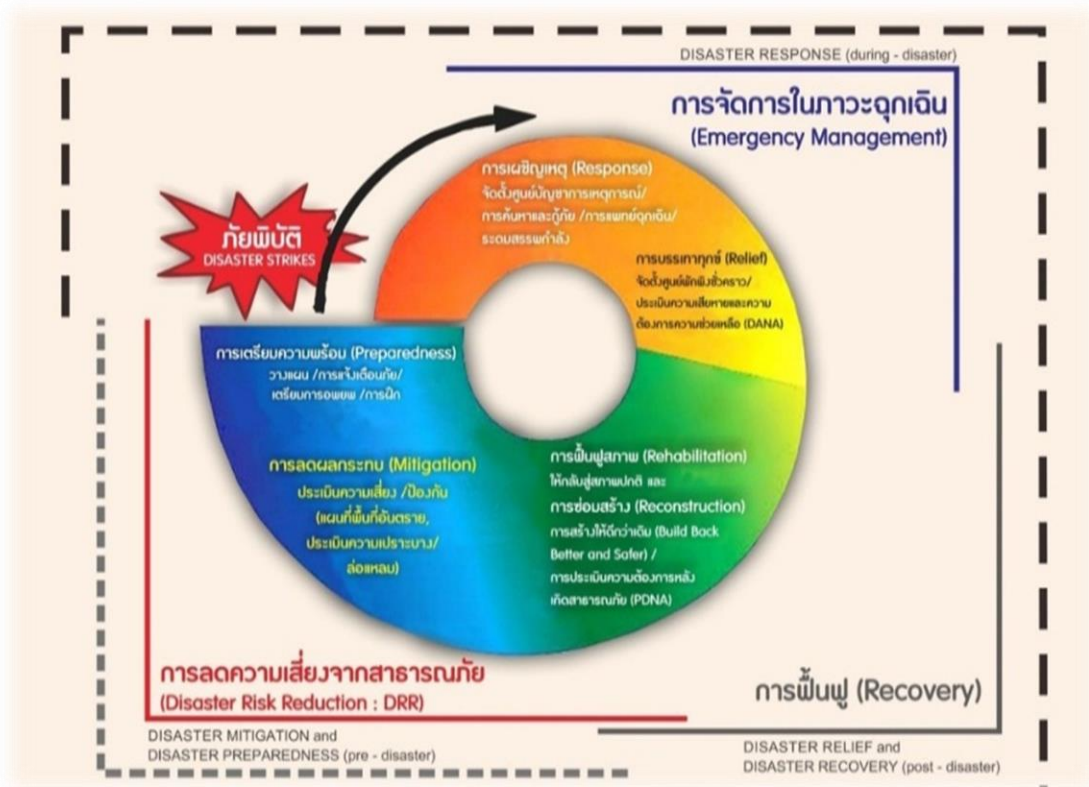 DISASTER RESPONSE (during - disaster)
การจัดการในภาวะฉุกเฉิน
(Emergency Management)
การเผชิญเหตุ (Response)
จัดตั้งศูนย์บัญชาการเหตุการณ์/
การค้นหาและกู้ภัย /การแพทย์ฉุกเฉิน/
ระดมสรรพกำลัง
ภัยพิบัติ
DISASTER STRIKES
การบรรเทาทุกข์ (Relief)
จัดตั้งศูนย์พักพิงชั่วคราว/
ประเมินความเสียหายและความ
ต้องการความช่วยเหลือ (DANA)
การเตรียมความพร้อม (Preparedness)
วางแผน /การแจ้งเตือนภัย/
เตรียมการอพยพ /การฝึก
การลดผลกระทบ (Mitigation)
ประเมินความเสี่ยง /ป้องกัน
(แผนที่พื้นที่อันตราย,
ประเมินความเปราะบาง/
ล่อแหลม)
การฟื้นฟูสภาพ (Rehabilitation)
ให้กลับสู่สภาพปกติ และ
การซ่อมสร้าง (Reconstruction)
การสร้างให้ดีกว่าเดิม (Build Back
Better and Safer) /
การประเมินความต้องการหลัง
เกิดสาธารณภัย (PDNA)
การลดความเสี่ยงจากสาธารณภัย
(Disaster Risk Reduction : DRR)
DISASTER MITIGATION and
DISASTER PREPAREDNESS (pre - disaster)
การฟื้นฟู (Recovery)
DISASTER RELIEF and
DISASTER RECOVERY (post - disaster)